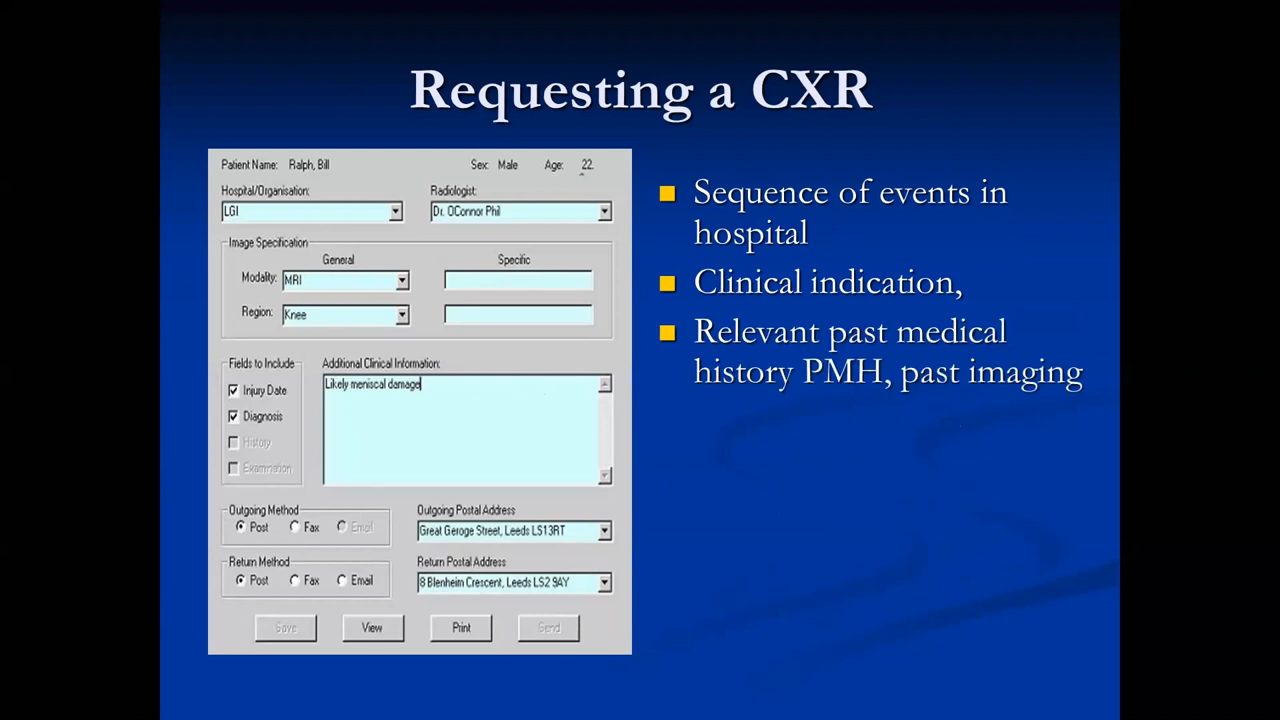 Requesting a CXR
Patient Name: Ralph, Bill Sex: Male Age: 22.
Hospital/Organisation: Radiologist:
LGI Dr. OConnor Phil
Image Specification
General Specific
Modality: MRI
Region: Knee
Fields to Include Additional Clinical Information:
Likely meniscal damage
Injury Date
Diagnosis
History
Examination
Outgoing Method Outgoing Postal Address
Post Fax Email Great Geroge Street, Leeds LS13RT
Return Method Return Postal Address
Post Fax Email 8 Blenheim Crescent, Leeds LS2 9AY
Save View Print Send
Sequence of events in
hospital
Clinical indication,
Relevant past medical
history PMH, past imaging